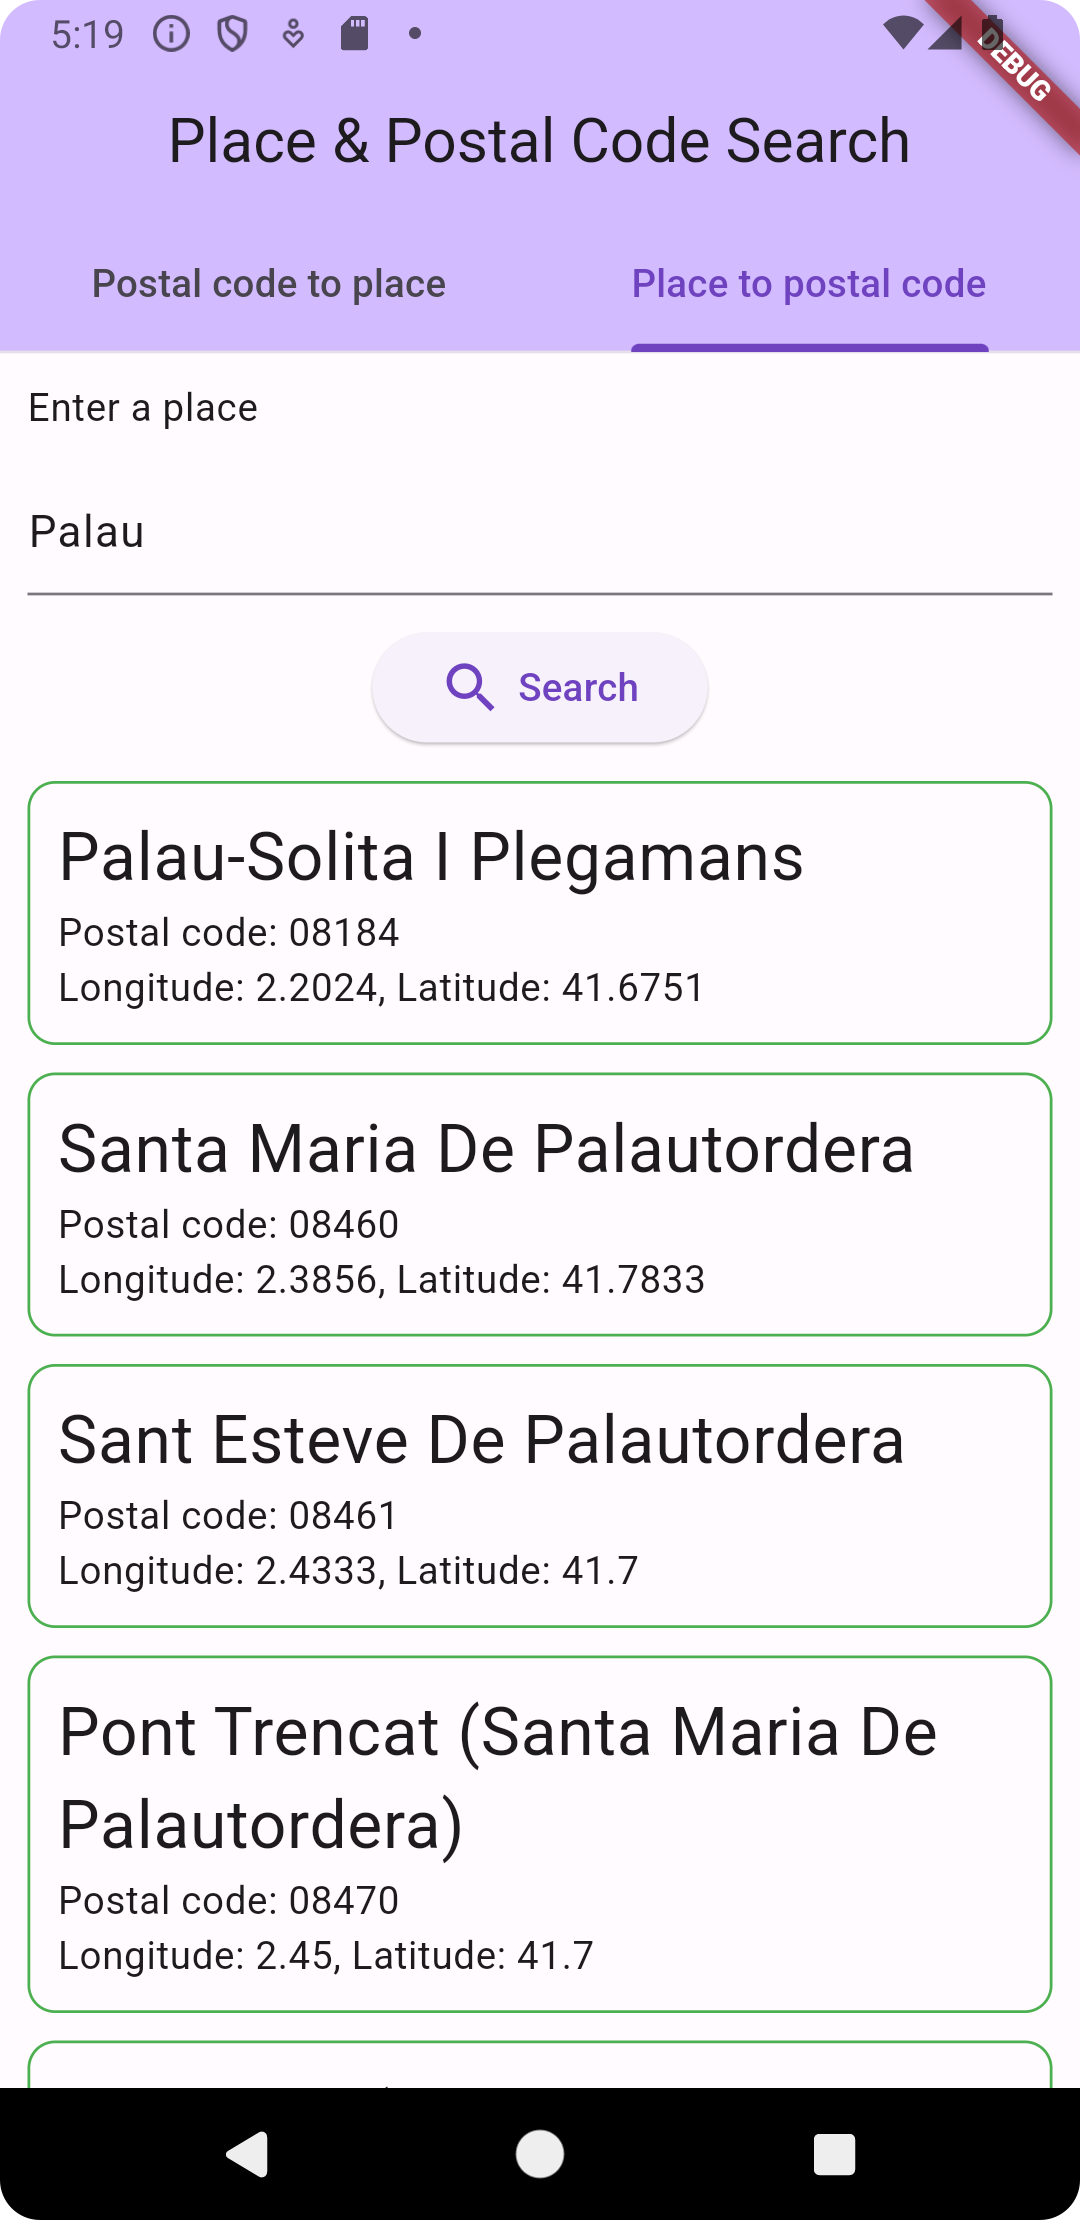 5:19
DEBUG
Place & Postal Code Search
Postal code to place
Place to postal code
Enter a place
Palau
Search
Palau-Solita I Plegamans
Postal code: 08184
Longitude: 2.2024, Latitude: 41.6751
Santa Maria De Palautordera
Postal code: 08460
Longitude: 2.3856, Latitude: 41.7833
Sant Esteve De Palautordera
Postal code: 08461
Longitude: 2.4333, Latitude: 41.7
Pont Trencat (Santa Maria De
Palautordera)
Postal code: 08470
Longitude: 2.45, Latitude: 41.7